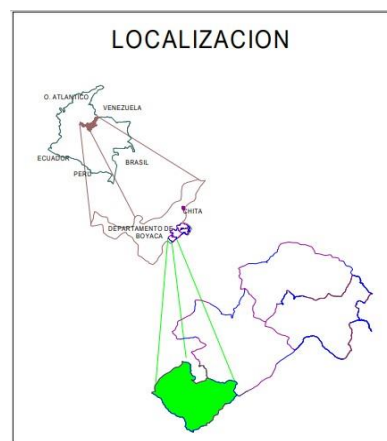 LOCALIZACION
O. ATLANTICO
VENEZUELA
ECUADOR
PERU
BRASIL
CHITA
DEPARTAMENTO DE
BOYACA